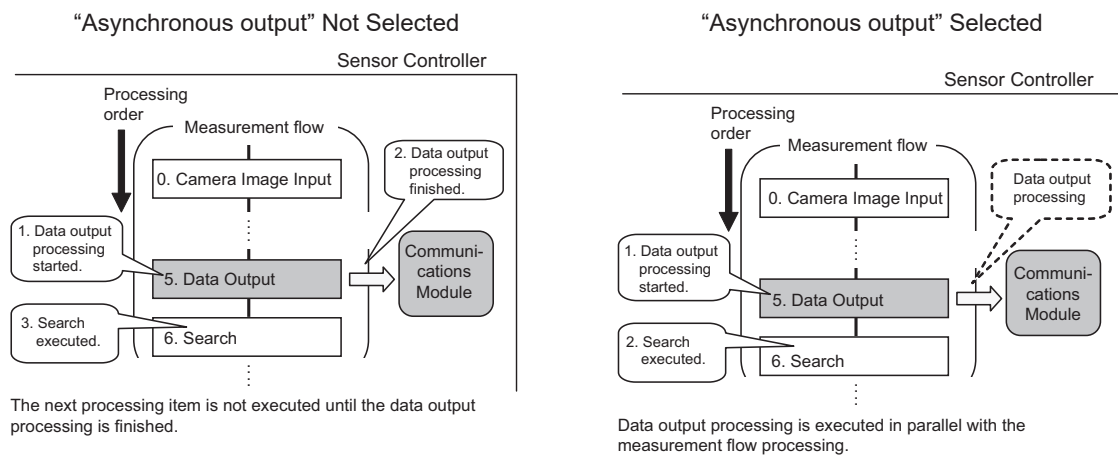 “Asynchronous output” Not Selected
Sensor Controller
Processing
order
Measurement flow
0. Camera Image Input
2. Data output
processing
finished.
1. Data output
processing
started.
5. Data Output
Communi-
cations
Module
3. Search
executed.
6. Search
The next processing item is not executed until the data output
processing is finished.
“Asynchronous output” Selected
Sensor Controller
Processing
order
Measurement flow
0. Camera Image Input
Data output
processing
1. Data output
processing
started.
5. Data Output
Communi-
cations
Module
2. Search
executed.
6. Search
Data output processing is executed in parallel with the
measurement flow processing.